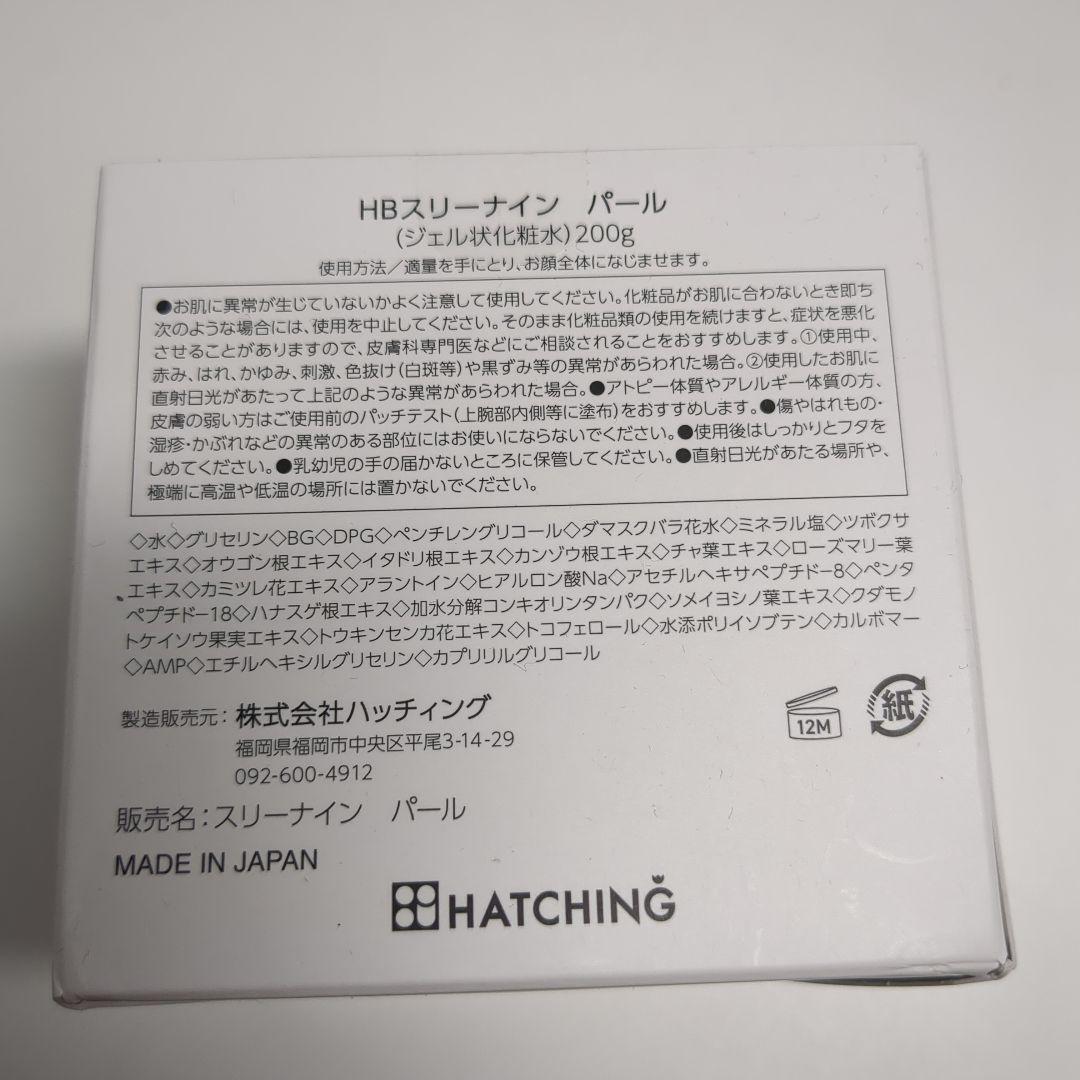 HBスリーナイン　パール
(ジェル状化粧水)200g
使用方法／適量を手にとり、お顔全体になじませます。
●お肌に異常が生じていないかよく注意して使用してください。化粧品がお肌に合わないとき即ち
次のような場合には、使用を中止してください。そのまま化粧品類の使用を続けますと、症状を悪化
させることがありますので、皮膚科専門医などにご相談されることをおすすめします。①使用中、
赤み、はれ、かゆみ、刺激、色抜け(白斑等)や黒ずみ等の異常があらわれた場合。②使用したお肌に
直射日光があたって上記のような異常があらわれた場合。●アトピー体質やアレルギー体質の方、
皮膚の弱い方はご使用前のパッチテスト(上腕部内側等に塗布)をおすすめします。●傷やはれもの・
湿疹・かぶれなどの異常のある部位にはお使いにならないでください。●使用後はしっかりとフタを
しめてください。●乳幼児の手の届かないところに保管してください。●直射日光があたる場所や、
極端に高温や低温の場所には置かないでください。
◇水◇グリセリン◇BG◇DPG◇ペンチレングリコール◇ダマスクバラ花水◇ミネラル塩◇ツボクサ
エキス◇オウゴン根エキス◇イタドリ根エキス◇カンゾウ根エキス◇チャ葉エキス◇ローズマリー葉
エキス◇カミツレ花エキス◇アラントイン◇ヒアルロン酸Na◇アセチルヘキサペプチド-8◇ペンタ
ペプチド-18◇ハナスゲ根エキス◇加水分解コンキオリンタンパク◇ソメイヨシノ葉エキス◇クダモノ
トケイソウ果実エキス◇トウキンセンカ花エキス◇トコフェロール◇水添ポリイソブテン◇カルボマー
◇AMP◇エチルヘキシルグリセリン◇カプリリルグリコール
製造販売元：株式会社ハッチィング
福岡県福岡市中央区平尾3-14-29
092-600-4912
12M
紙
販売名：スリーナイン　パール
MADE IN JAPAN
HATCHING